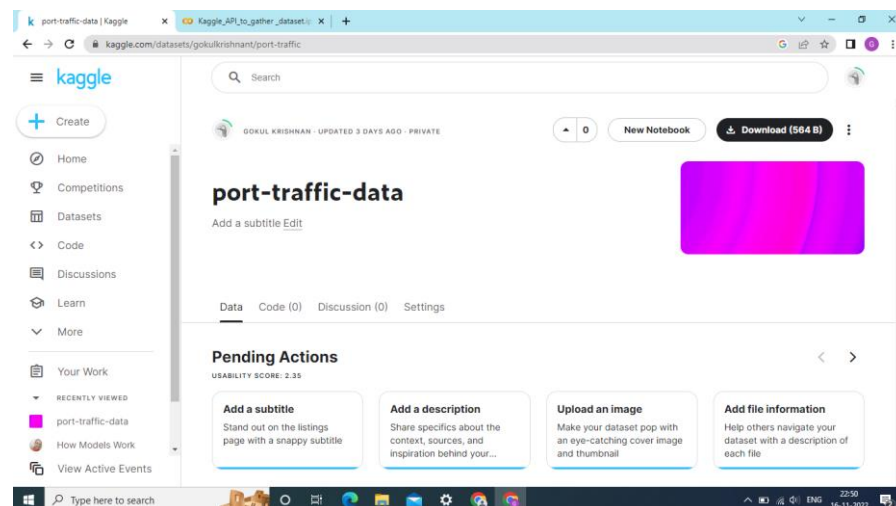 port-traffic-data | Kaggle
Kaggle_API_to_gather_dataset.i
kaggle.com/datasets/gokulkrishnant/port-traffic
kaggle
Search
Create
GOKUL KRISHNAN · UPDATED 3 DAYS AGO · PRIVATE
0
New Notebook
Download (564 B)
Home
Competitions
Datasets
Code
Discussions
Learn
More
Your Work
RECENTLY VIEWED
port-traffic-data
How Models Work
View Active Events
port-traffic-data
Add a subtitle Edit
Data Code (0) Discussion (0) Settings
Pending Actions
USABILITY SCORE: 2.35
Add a subtitle
Stand out on the listings
page with a snappy subtitle
Add a description
Share specifics about the
context, sources, and
inspiration behind your...
Upload an image
Make your dataset pop with
an eye-catching cover image
and thumbnail
Add file information
Help others navigate your
dataset with a description of
each file
Type here to search
ENG
22:50
16-11-2022